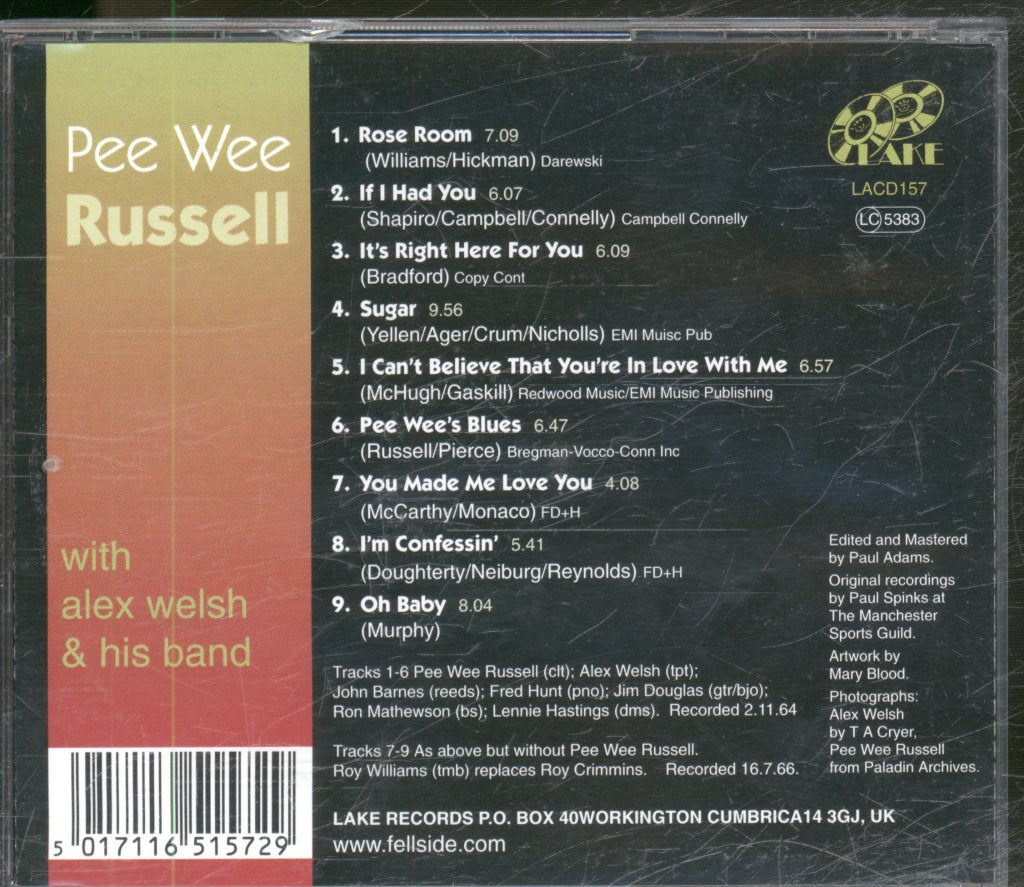 Pee Wee
Russell
with
alex welsh
& his band
1. Rose Room 7.09
(Williams/Hickman) Darewski
2. If I Had You 6.07
(Shapiro/Campbell/Connelly) Campbell Connelly
3. It's Right Here For You 6.09
(Bradford) Copy Cont
4. Sugar 9.56
(Yellen/Ager/Crum/Nicholls) EMI Muisc Pub
5. I Can't Believe That You're In Love With Me 6.57
(McHugh/Gaskill) Redwood Music/EMI Music Publishing
6. Pee Wee's Blues 6.47
(Russell/Pierce) Bregman-Vocco-Conn Inc
7. You Made Me Love You 4.08
(McCarthy/Monaco) FD+H
8. I'm Confessin' 5.41
(Doughterty/Neiburg/Reynolds) FD+H
9. Oh Baby 8.04
(Murphy)
Tracks 1-6 Pee Wee Russell (clt); Alex Welsh (tpt);
John Barnes (reeds); Fred Hunt (pno); Jim Douglas (gtr/bjo);
Ron Mathewson (bs); Lennie Hastings (dms). Recorded 2.11.64
Tracks 7-9 As above but without Pee Wee Russell.
Roy Williams (tmb) replaces Roy Crimmins. Recorded 16.7.66.
LAKE RECORDS P.O. BOX 40WORKINGTON CUMBRICA14 3GJ, UK
www.fellside.com
LAKE
LACD157
LC 5383
Edited and Mastered
by Paul Adams.
Original recordings
by Paul Spinks at
The Manchester
Sports Guild.
Artwork by
Mary Blood.
Photographs:
Alex Welsh
by T A Cryer,
Pee Wee Russell
from Paladin Archives.
5 017116 515729